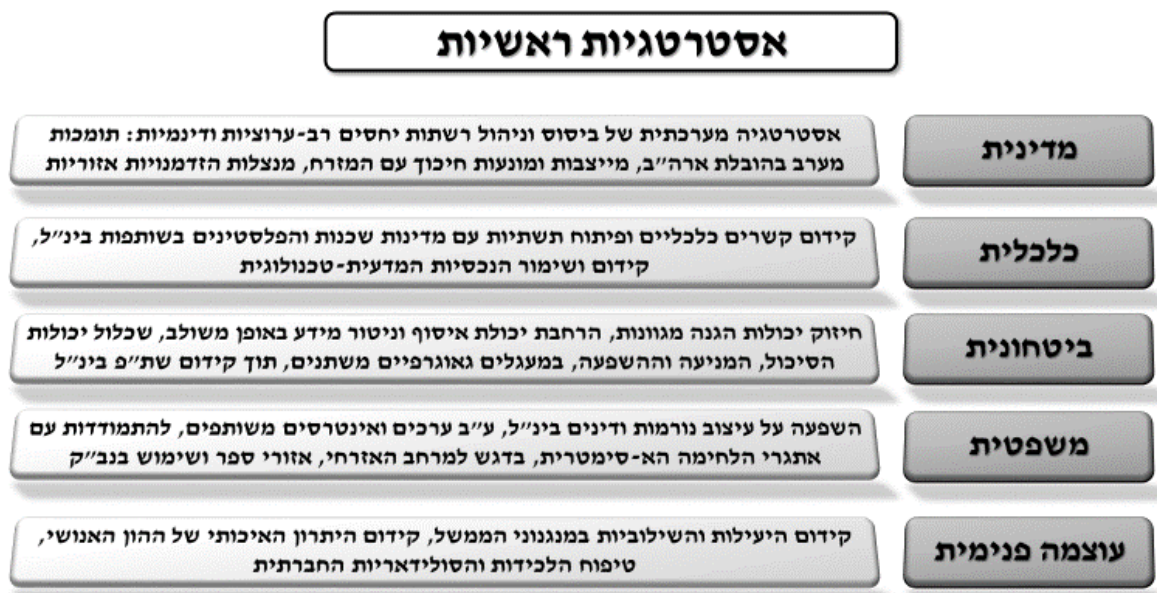 אסטרטגיות ראשיות
מדינית
אסטרטגיה מערכתית של ביסוס וניהול רשתות יחסים רב-ערוציות ודינמיות: תומכות
מערב בהובלת ארה״ב, מייצבות ומונעות חיכוך עם המזרח, מנצלות הזדמנויות אזוריות
כלכלית
קידום קשרים כלכליים ופיתוח תשתיות עם מדינות שכנות והפלסטינים בשותפות בינ״ל,
קידום ושימור הנכסיות המדעית-טכנולוגית
ביטחונית
חיזוק יכולות הגנה מגוונות, הרחבת יכולת איסוף וניטור מידע באופן משולב, שכלול יכולות
הסיכול, המניעה וההשפעה, במעגלים גאוגרפיים משתנים, תוך קידום שת״פ בינ״ל
משפטית
השפעה על עיצוב נורמות ודינים בינ״ל, ע״ב ערכים ואינטרסים משותפים, להתמודדות עם
אתגרי הלחימה הא-סימטרית, בדגש למרחב האזרחי, אזורי ספר ושימוש בנב״ק
עוצמה פנימית
קידום היעילות והשילוביות במנגנוני הממשל, קידום היתרון האיכותי של ההון האנושי,
טיפוח הלכידות והסולידאריות החברתית